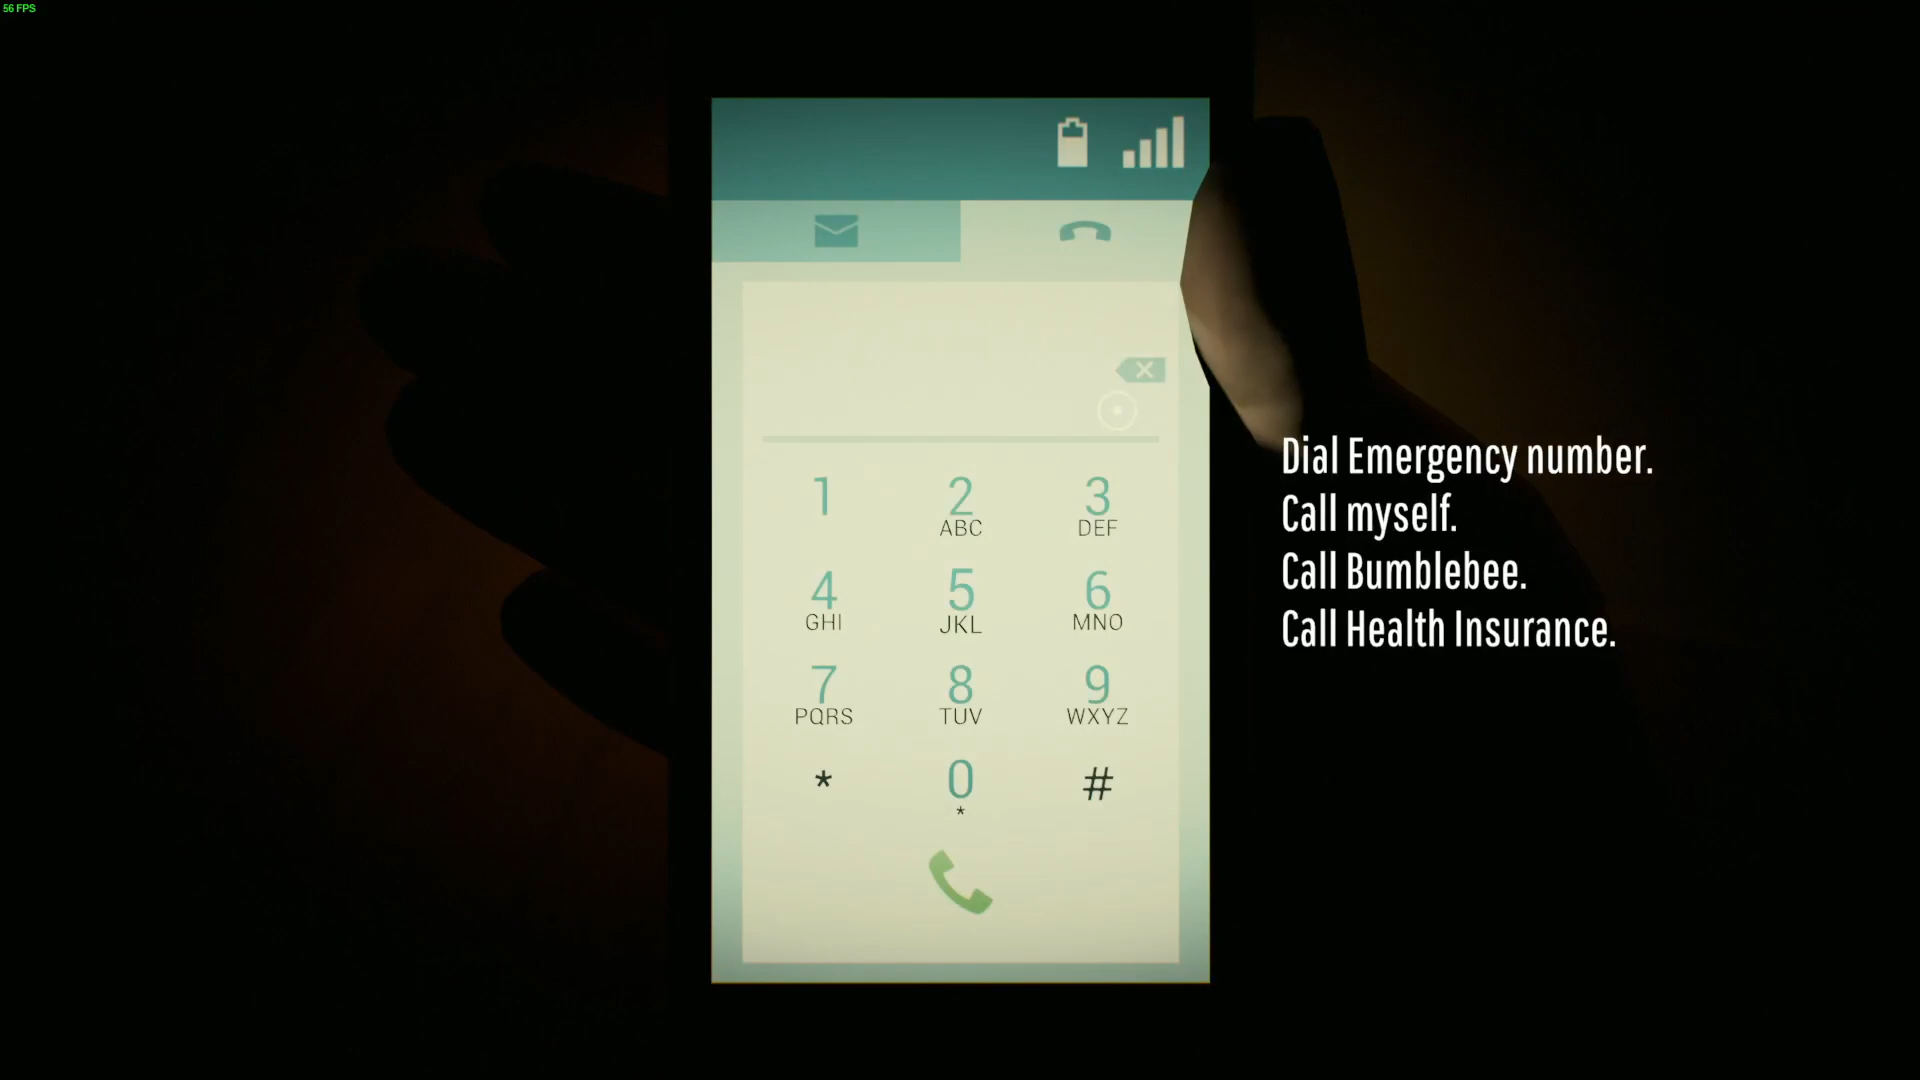 56 FPS
1 2 3
ABC DEF
4 5 6
GHI JKL MNO
7 8 9
PQRS TUV WXYZ
* 0 #
*
Dial Emergency number.
Call myself.
Call Bumblebee.
Call Health Insurance.